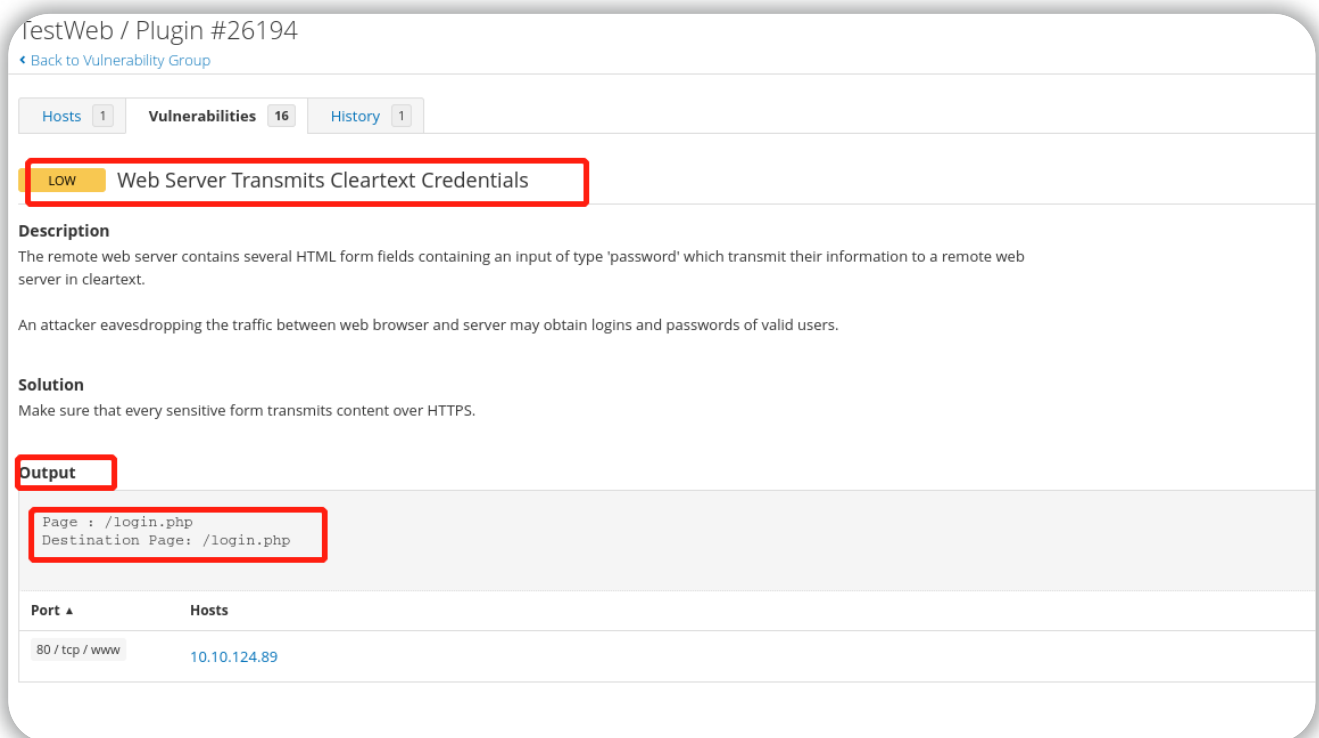 TestWeb / Plugin #26194
Back to Vulnerability Group
Hosts 1 Vulnerabilities 16 History 1
LOW Web Server Transmits Cleartext Credentials
Description
The remote web server contains several HTML form fields containing an input of type 'password' which transmit their information to a remote web
server in cleartext.
An attacker eavesdropping the traffic between web browser and server may obtain logins and passwords of valid users.
Solution
Make sure that every sensitive form transmits content over HTTPS.
Output
Page : /login.php
Destination Page: /login.php
Port ▲ Hosts
80 / tcp / www 10.10.124.89